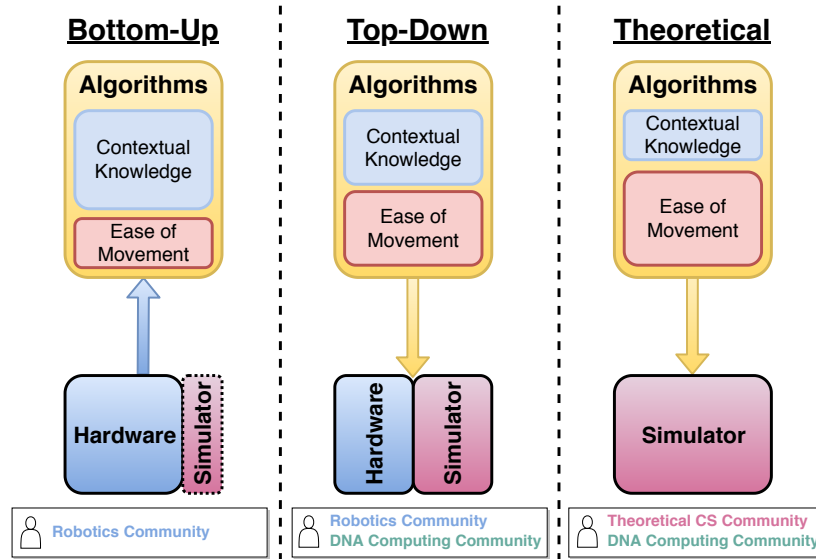 Bottom-Up
Algorithms
Contextual
Knowledge
Ease of
Movement
Hardware
Simulator
Robotics Community
Top-Down
Algorithms
Contextual
Knowledge
Ease of
Movement
Hardware
Simulator
Robotics Community
DNA Computing Community
Theoretical
Algorithms
Contextual
Knowledge
Ease of
Movement
Simulator
Theoretical CS Community
DNA Computing Community